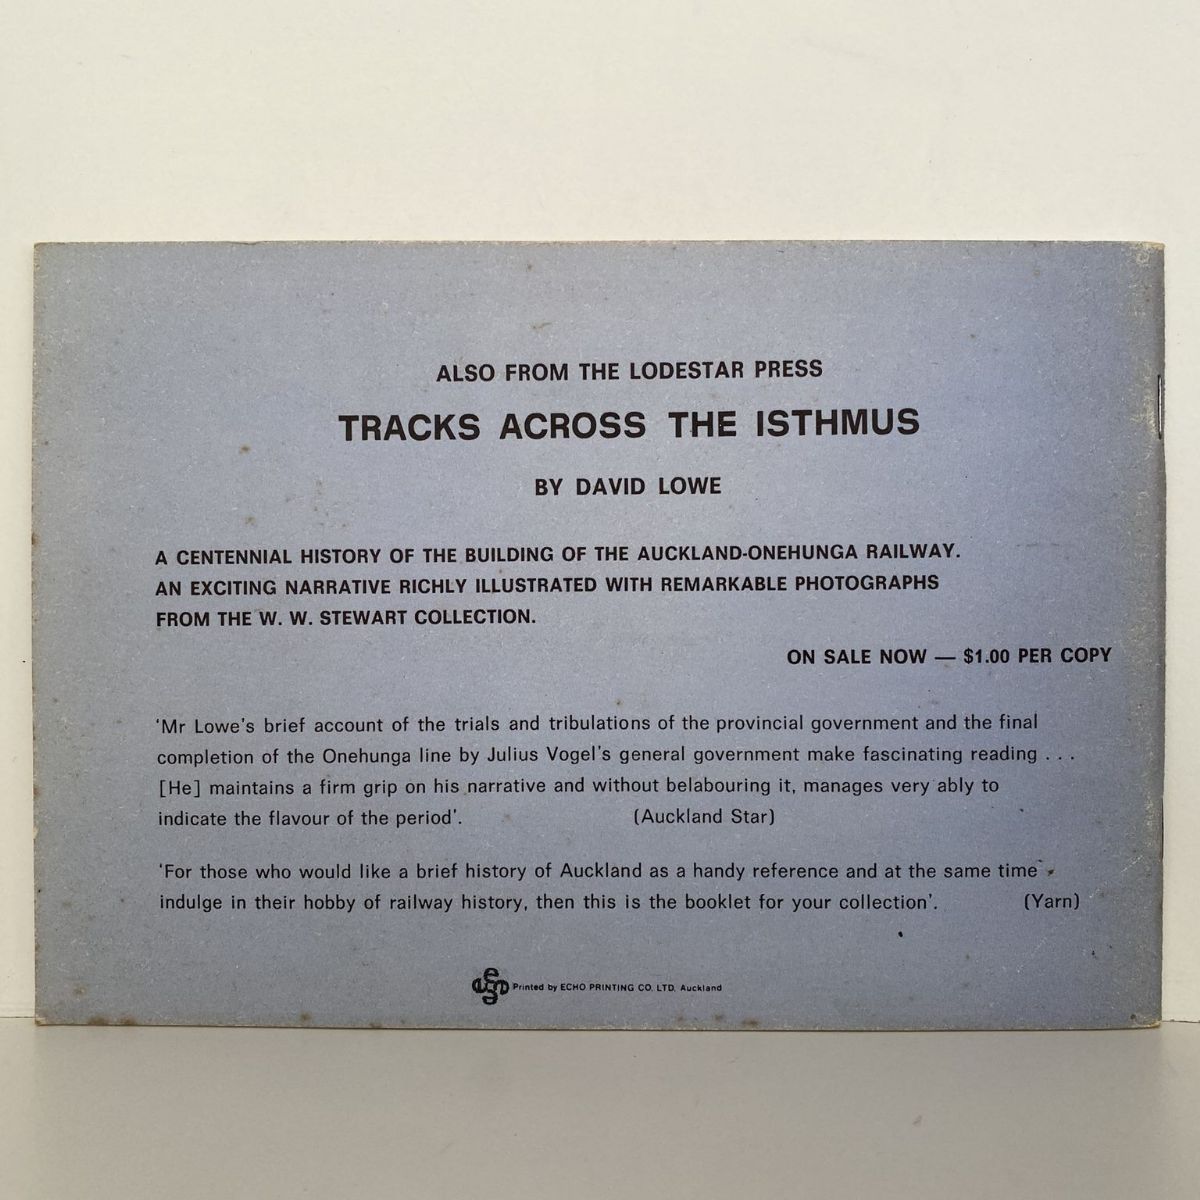 ALSO FROM THE LODESTAR PRESS
TRACKS ACROSS THE ISTHMUS
BY DAVID LOWE
A CENTENNIAL HISTORY OF THE BUILDING OF THE AUCKLAND-ONEHUNGA RAILWAY.
AN EXCITING NARRATIVE RICHLY ILLUSTRATED WITH REMARKABLE PHOTOGRAPHS
FROM THE W. W. STEWART COLLECTION.
ON SALE NOW — $1.00 PER COPY
'Mr Lowe's brief account of the trials and tribulations of the provincial government and the final
completion of the Onehunga line by Julius Vogel's general government make fascinating reading . . .
[He] maintains a firm grip on his narrative and without belabouring it, manages very ably to
indicate the flavour of the period'. (Auckland Star)
'For those who would like a brief history of Auckland as a handy reference and at the same time
indulge in their hobby of railway history, then this is the booklet for your collection'. (Yarn)
Printed by ECHO PRINTING CO. LTD. Auckland